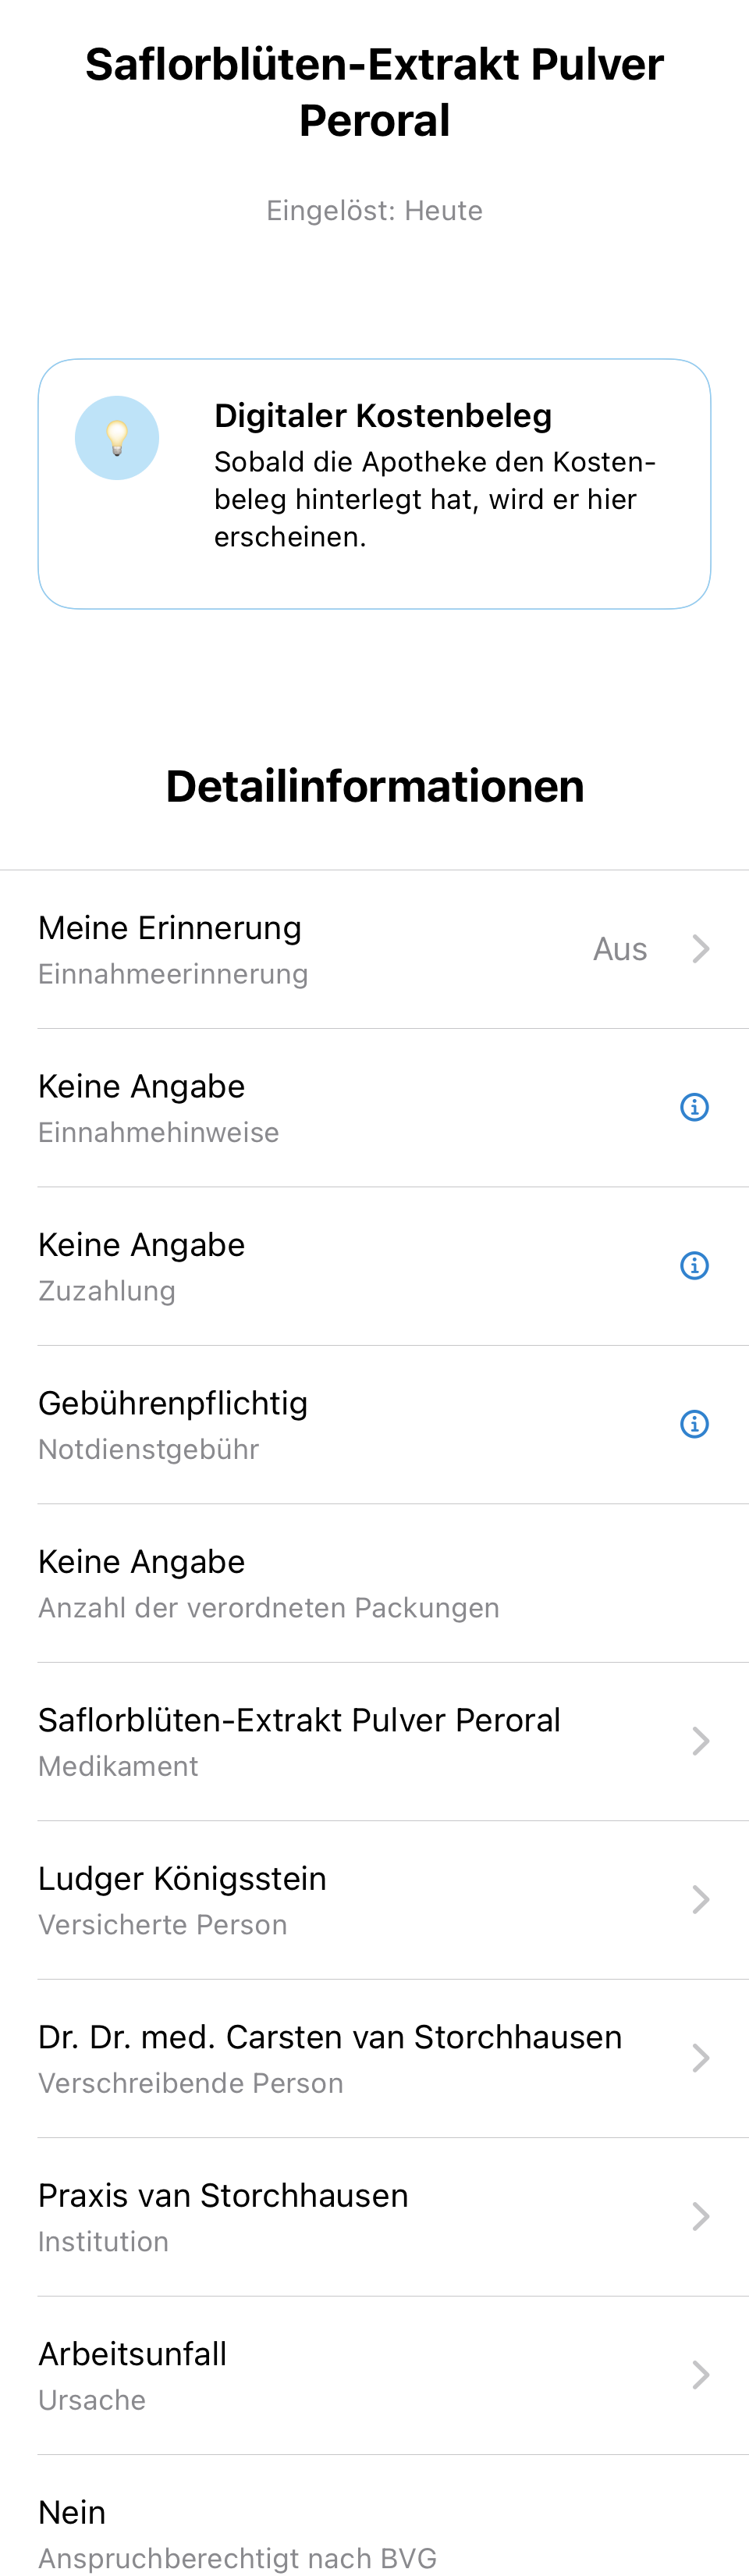 Saflorblüten-Extrakt Pulver
Peroral
Eingelöst: Heute
Digitaler Kostenbeleg
Sobald die Apotheke den Kosten-
beleg hinterlegt hat, wird er hier
erscheinen.
Detailinformationen
Meine Erinnerung
Aus
Einnahmeerinnerung
Keine Angabe
Einnahmehinweise
Keine Angabe
Zuzahlung
Gebührenpflichtig
Notdienstgebühr
Keine Angabe
Anzahl der verordneten Packungen
Saflorblüten-Extrakt Pulver Peroral
Medikament
Ludger Königsstein
Versicherte Person
Dr. Dr. med. Carsten van Storchhausen
Verschreibende Person
Praxis van Storchhausen
Institution
Arbeitsunfall
Ursache
Nein
Anspruchberechtigt nach BVG